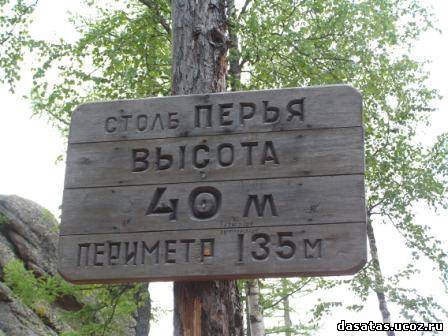 СТОЛБ ПЕРЬЯ
ВЫСОТА
40 М
ПЕРИМЕТР 135 М
dasatas.ucoz.ru